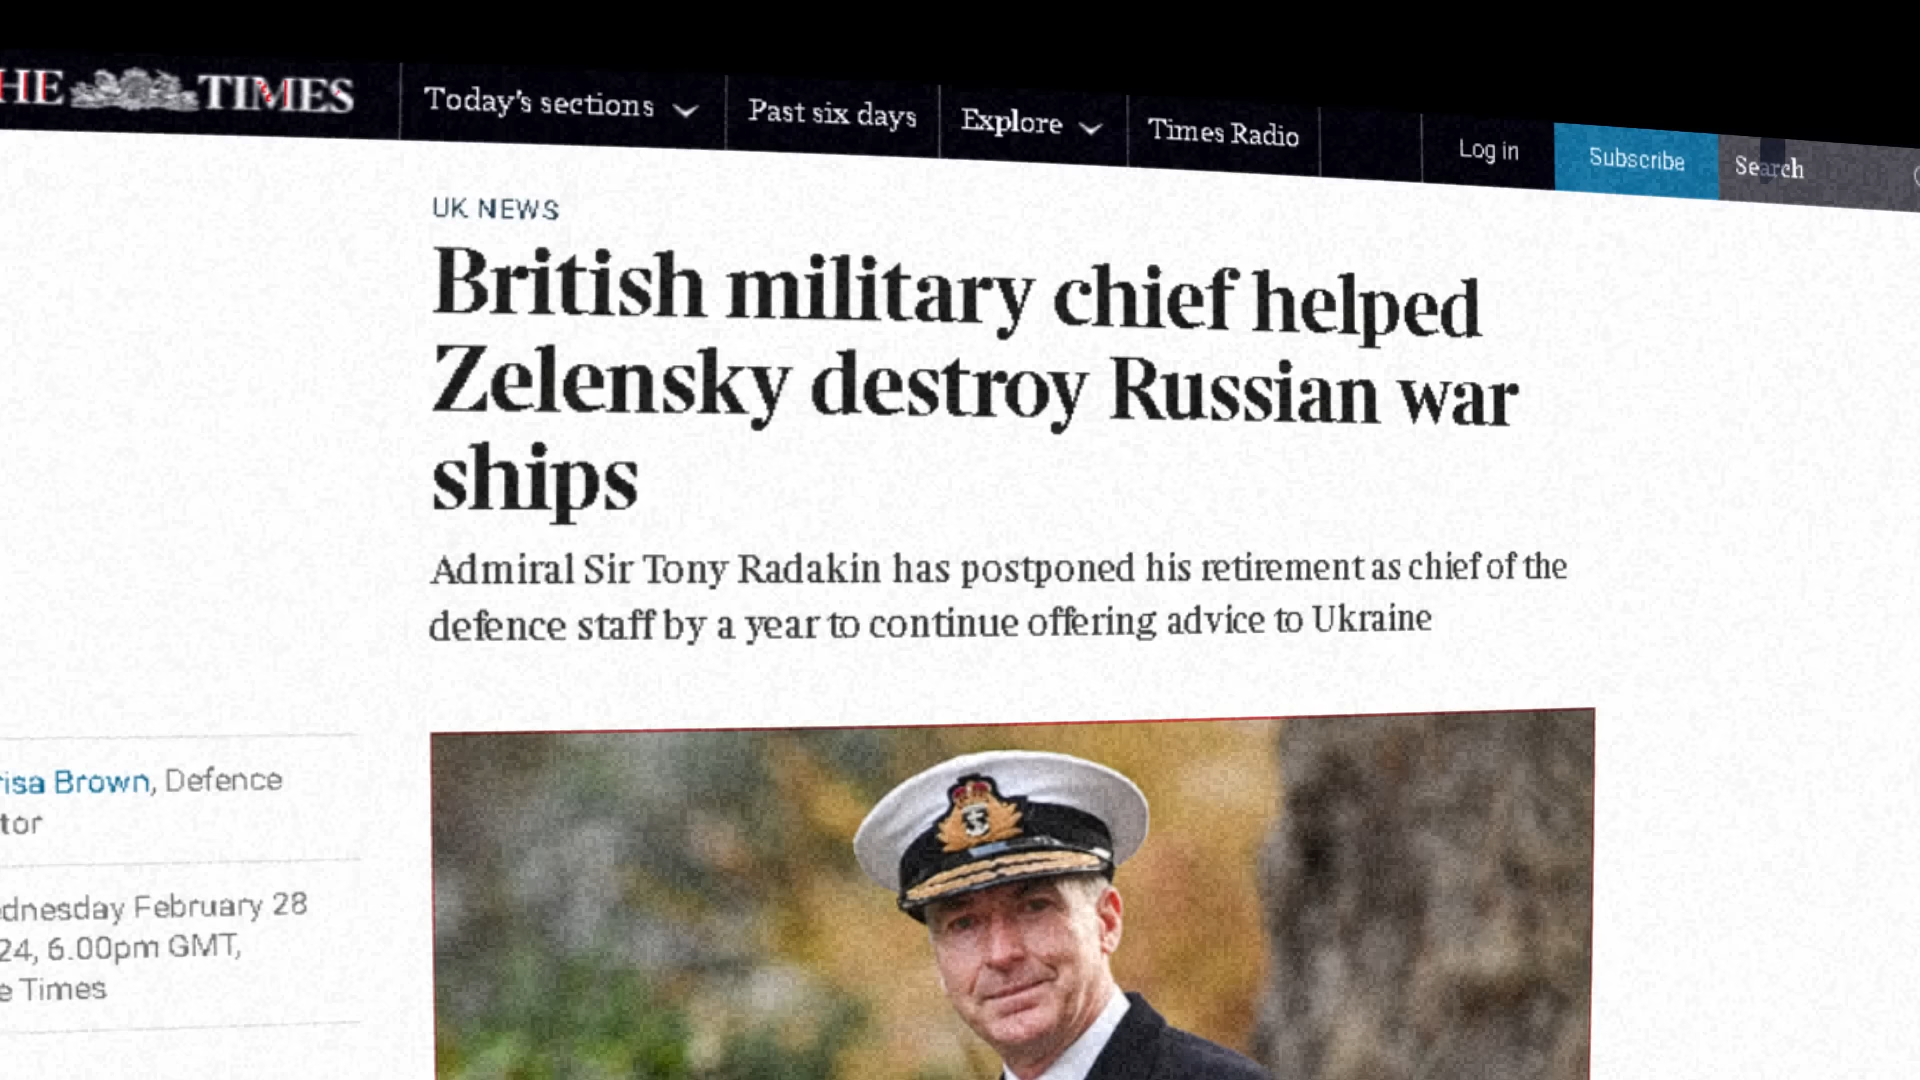 HE TIMES
Today's sections
Past six days
Explore
Times Radio
Log in
Subscribe
Search
UK NEWS
British military chief helped
Zelensky destroy Russian war
ships
Admiral Sir Tony Radakin has postponed his retirement as chief of the
defence staff by a year to continue offering advice to Ukraine
risa Brown, Defence
tor
dnesday February 28
24, 6.00pm GMT,
e Times